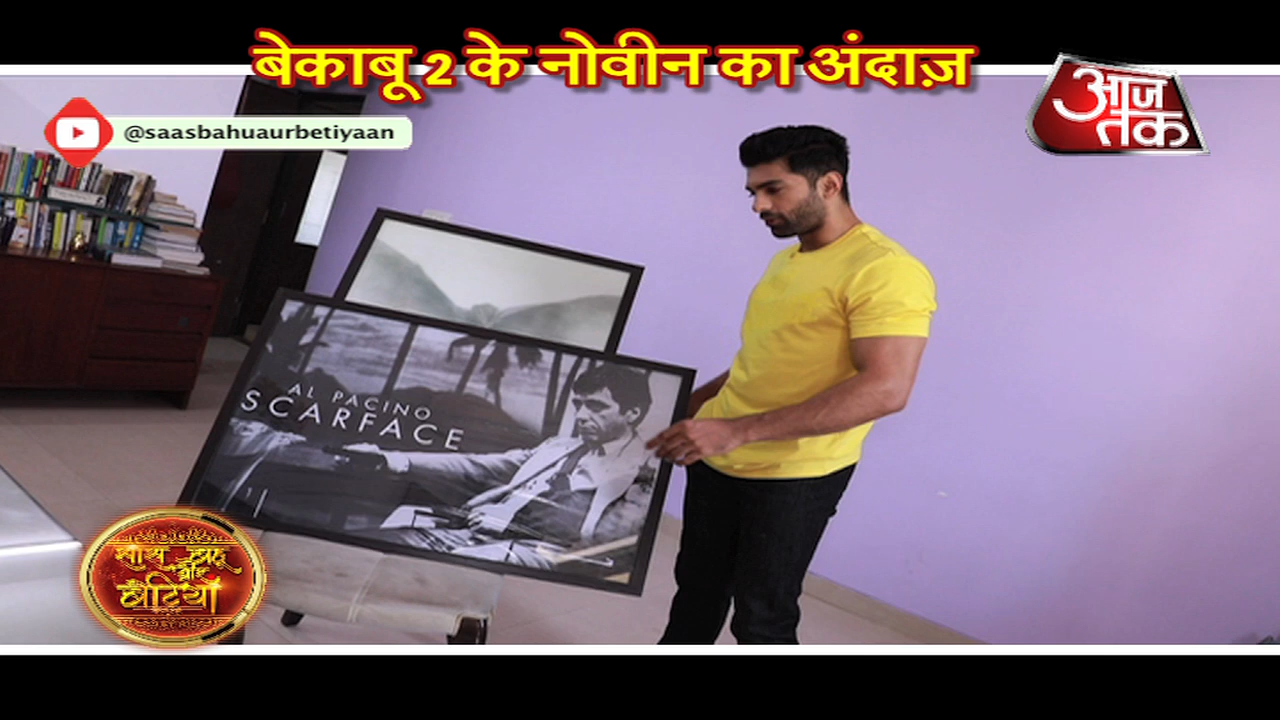 बेकाबू 2 के नोवीन का अंदाज़
आज
तक
@saasbahuaurbetiyaan
AL PACINO
SCARFACE
सास बहू
और
बेटियां